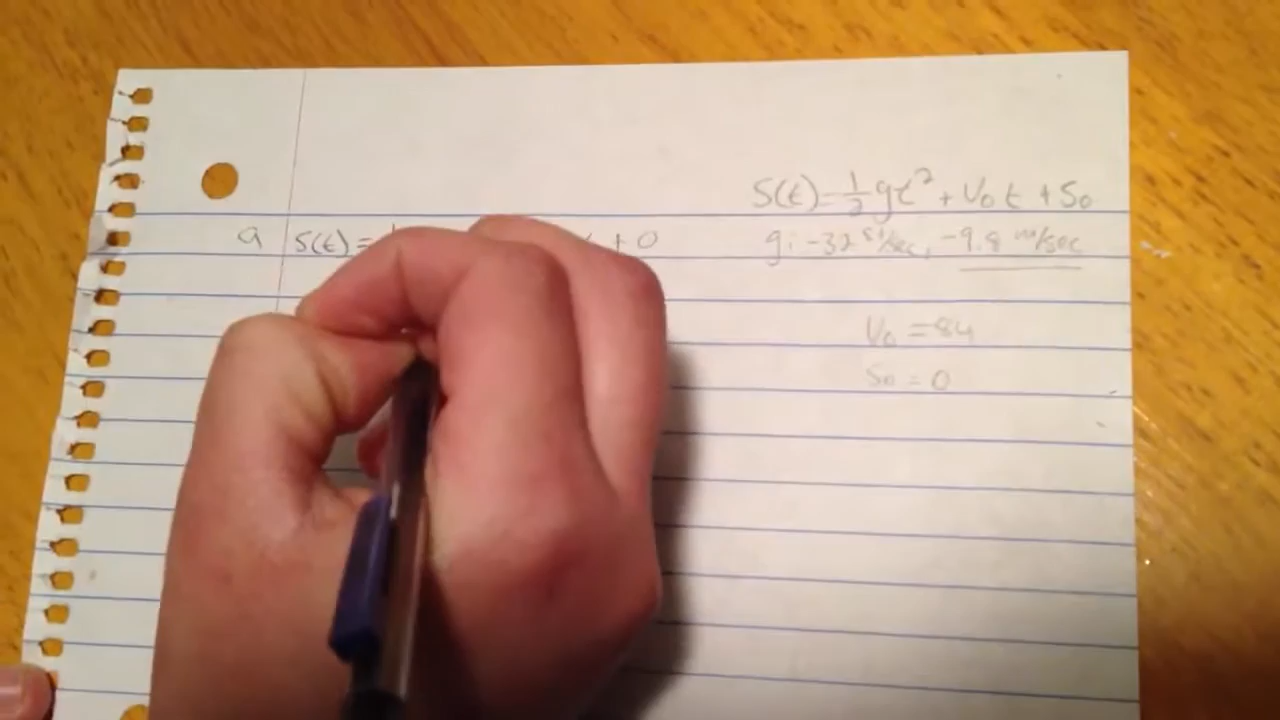 S(t)=½gt²+V₀t+S₀
a S(t)= + 0
g: -32 ft/sec, -9.8 m/sec
V₀ = 84
S₀ = 0